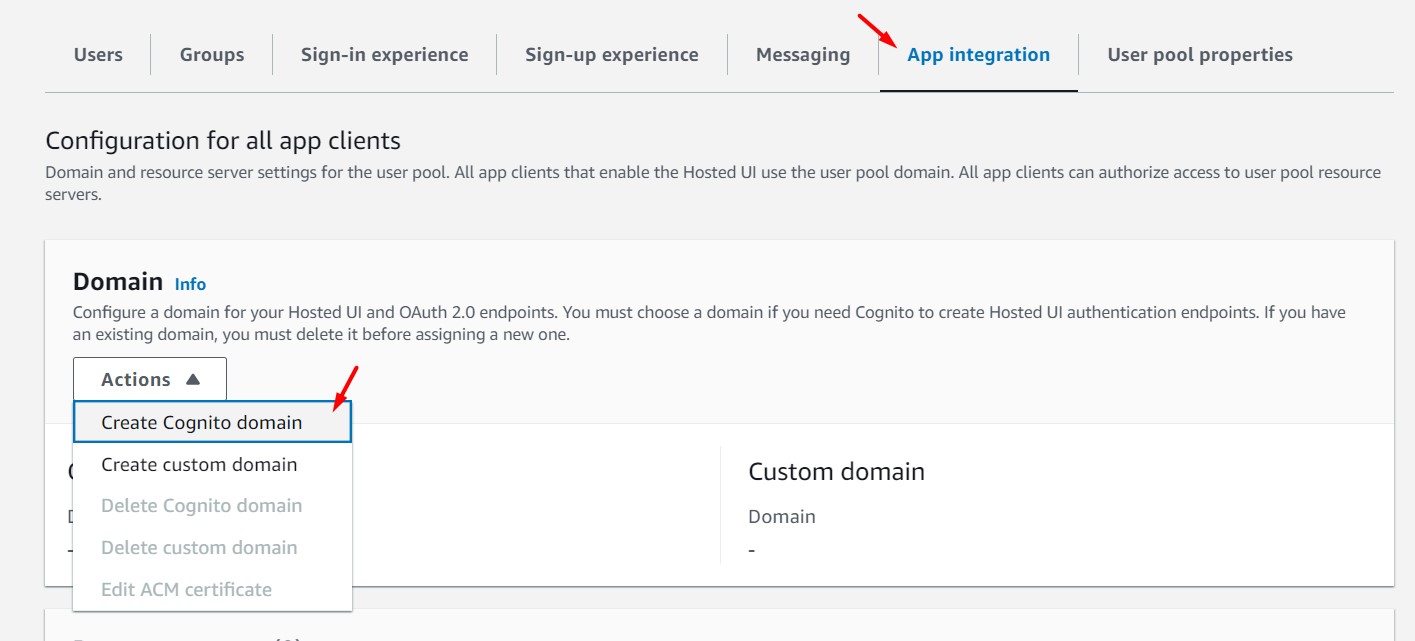 Users
Groups
Sign-in experience
Sign-up experience
Messaging
App integration
User pool properties
Configuration for all app clients
Domain and resource server settings for the user pool. All app clients that enable the Hosted UI use the user pool domain. All app clients can authorize access to user pool resource
servers.
Domain Info
Configure a domain for your Hosted UI and OAuth 2.0 endpoints. You must choose a domain if you need Cognito to create Hosted UI authentication endpoints. If you have
an existing domain, you must delete it before assigning a new one.
Actions
Create Cognito domain
Create custom domain
Delete Cognito domain
Delete custom domain
Edit ACM certificate
-
Custom domain
Domain
-